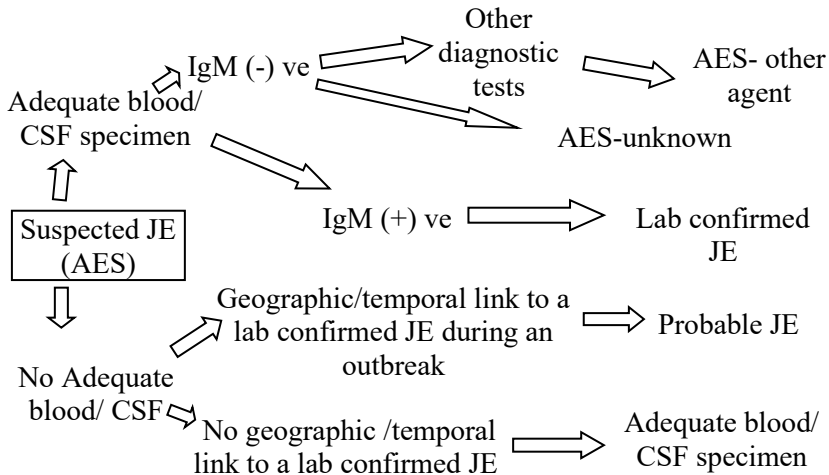 Other
diagnostic
tests
IgM (-) ve
AES- other
agent
Adequate blood/
CSF specimen
AES-unknown
IgM (+) ve
Lab confirmed
JE
Suspected JE
(AES)
Geographic/temporal link to a
lab confirmed JE during an
outbreak
Probable JE
No Adequate
blood/ CSF
No geographic /temporal
link to a lab confirmed JE
Adequate blood/
CSF specimen